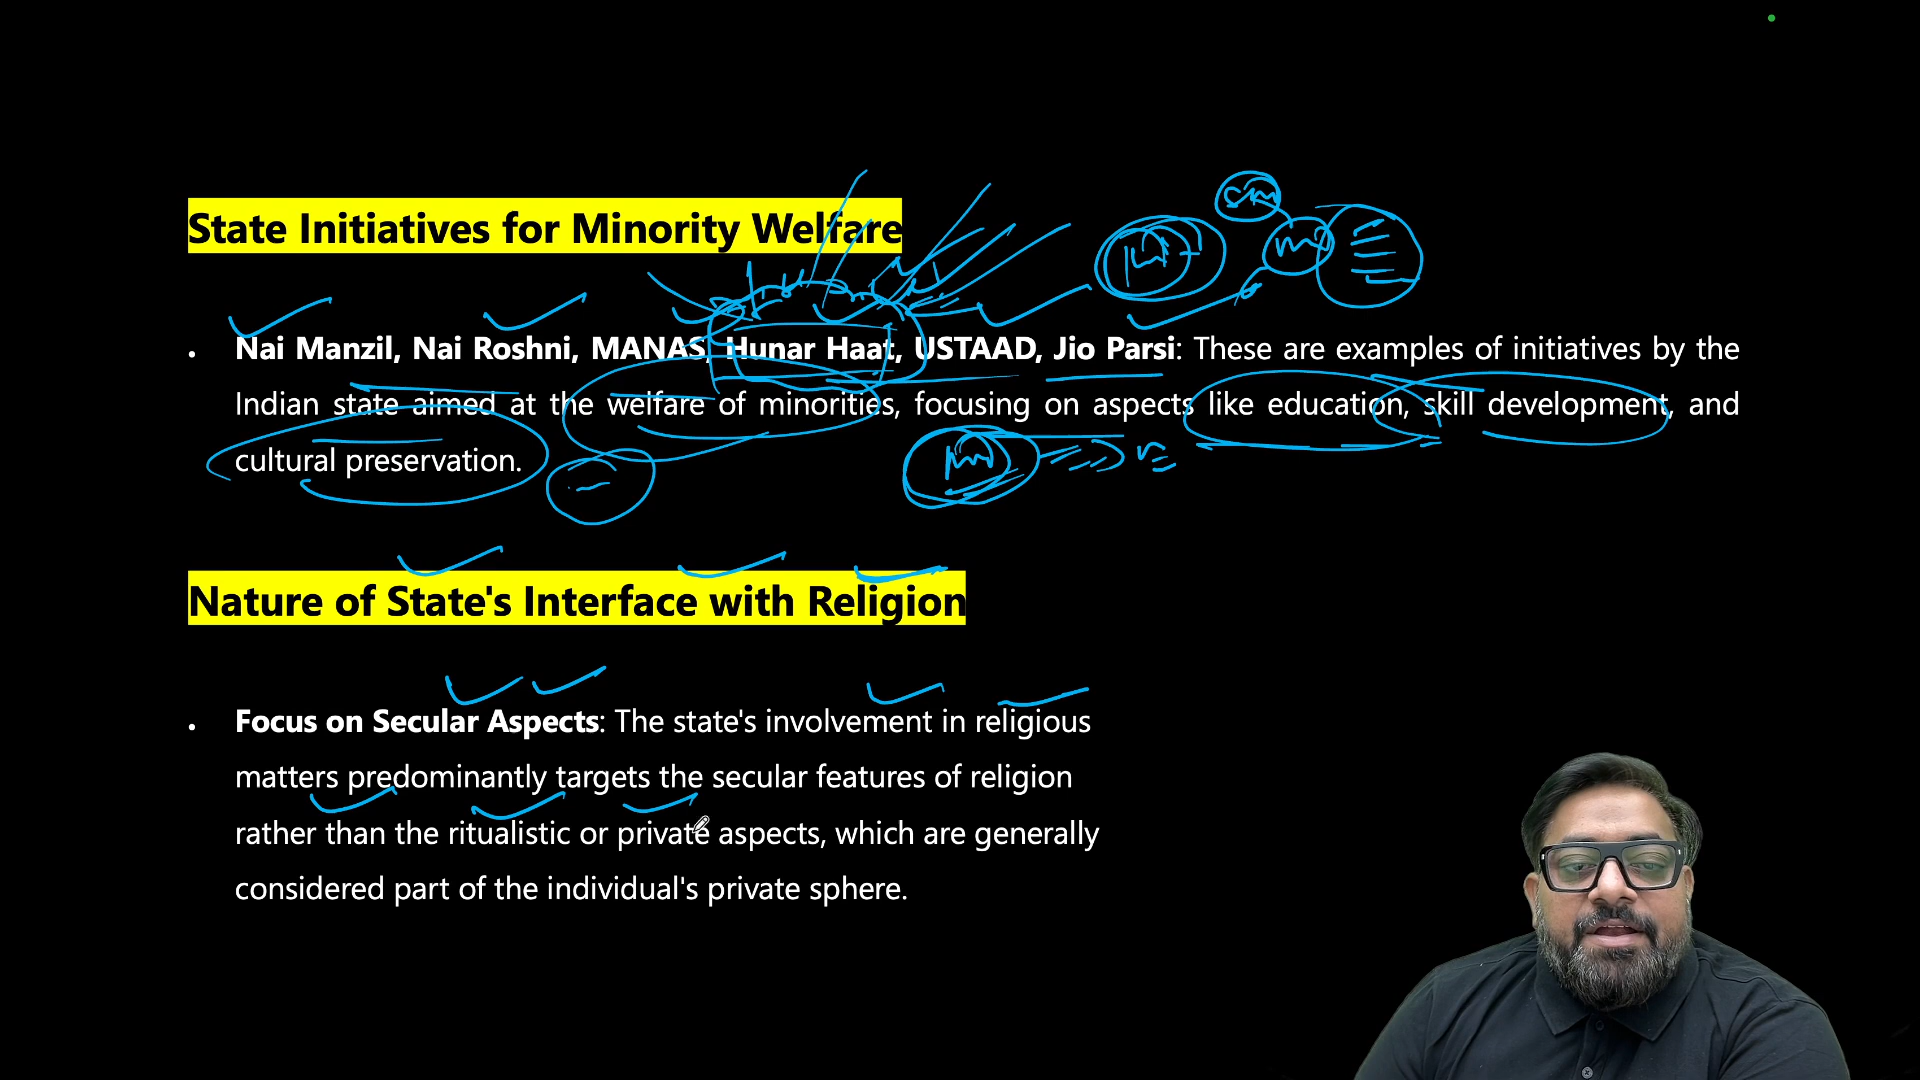 State Initiatives for Minority Welfare
• Nai Manzil, Nai Roshni, MANAS, Hunar Haat, USTAAD, Jio Parsi: These are examples of initiatives by the
Indian state aimed at the welfare of minorities, focusing on aspects like education, skill development, and
cultural preservation.
Nature of State's Interface with Religion
• Focus on Secular Aspects: The state's involvement in religious
matters predominantly targets the secular features of religion
rather than the ritualistic or private aspects, which are generally
considered part of the individual's private sphere.